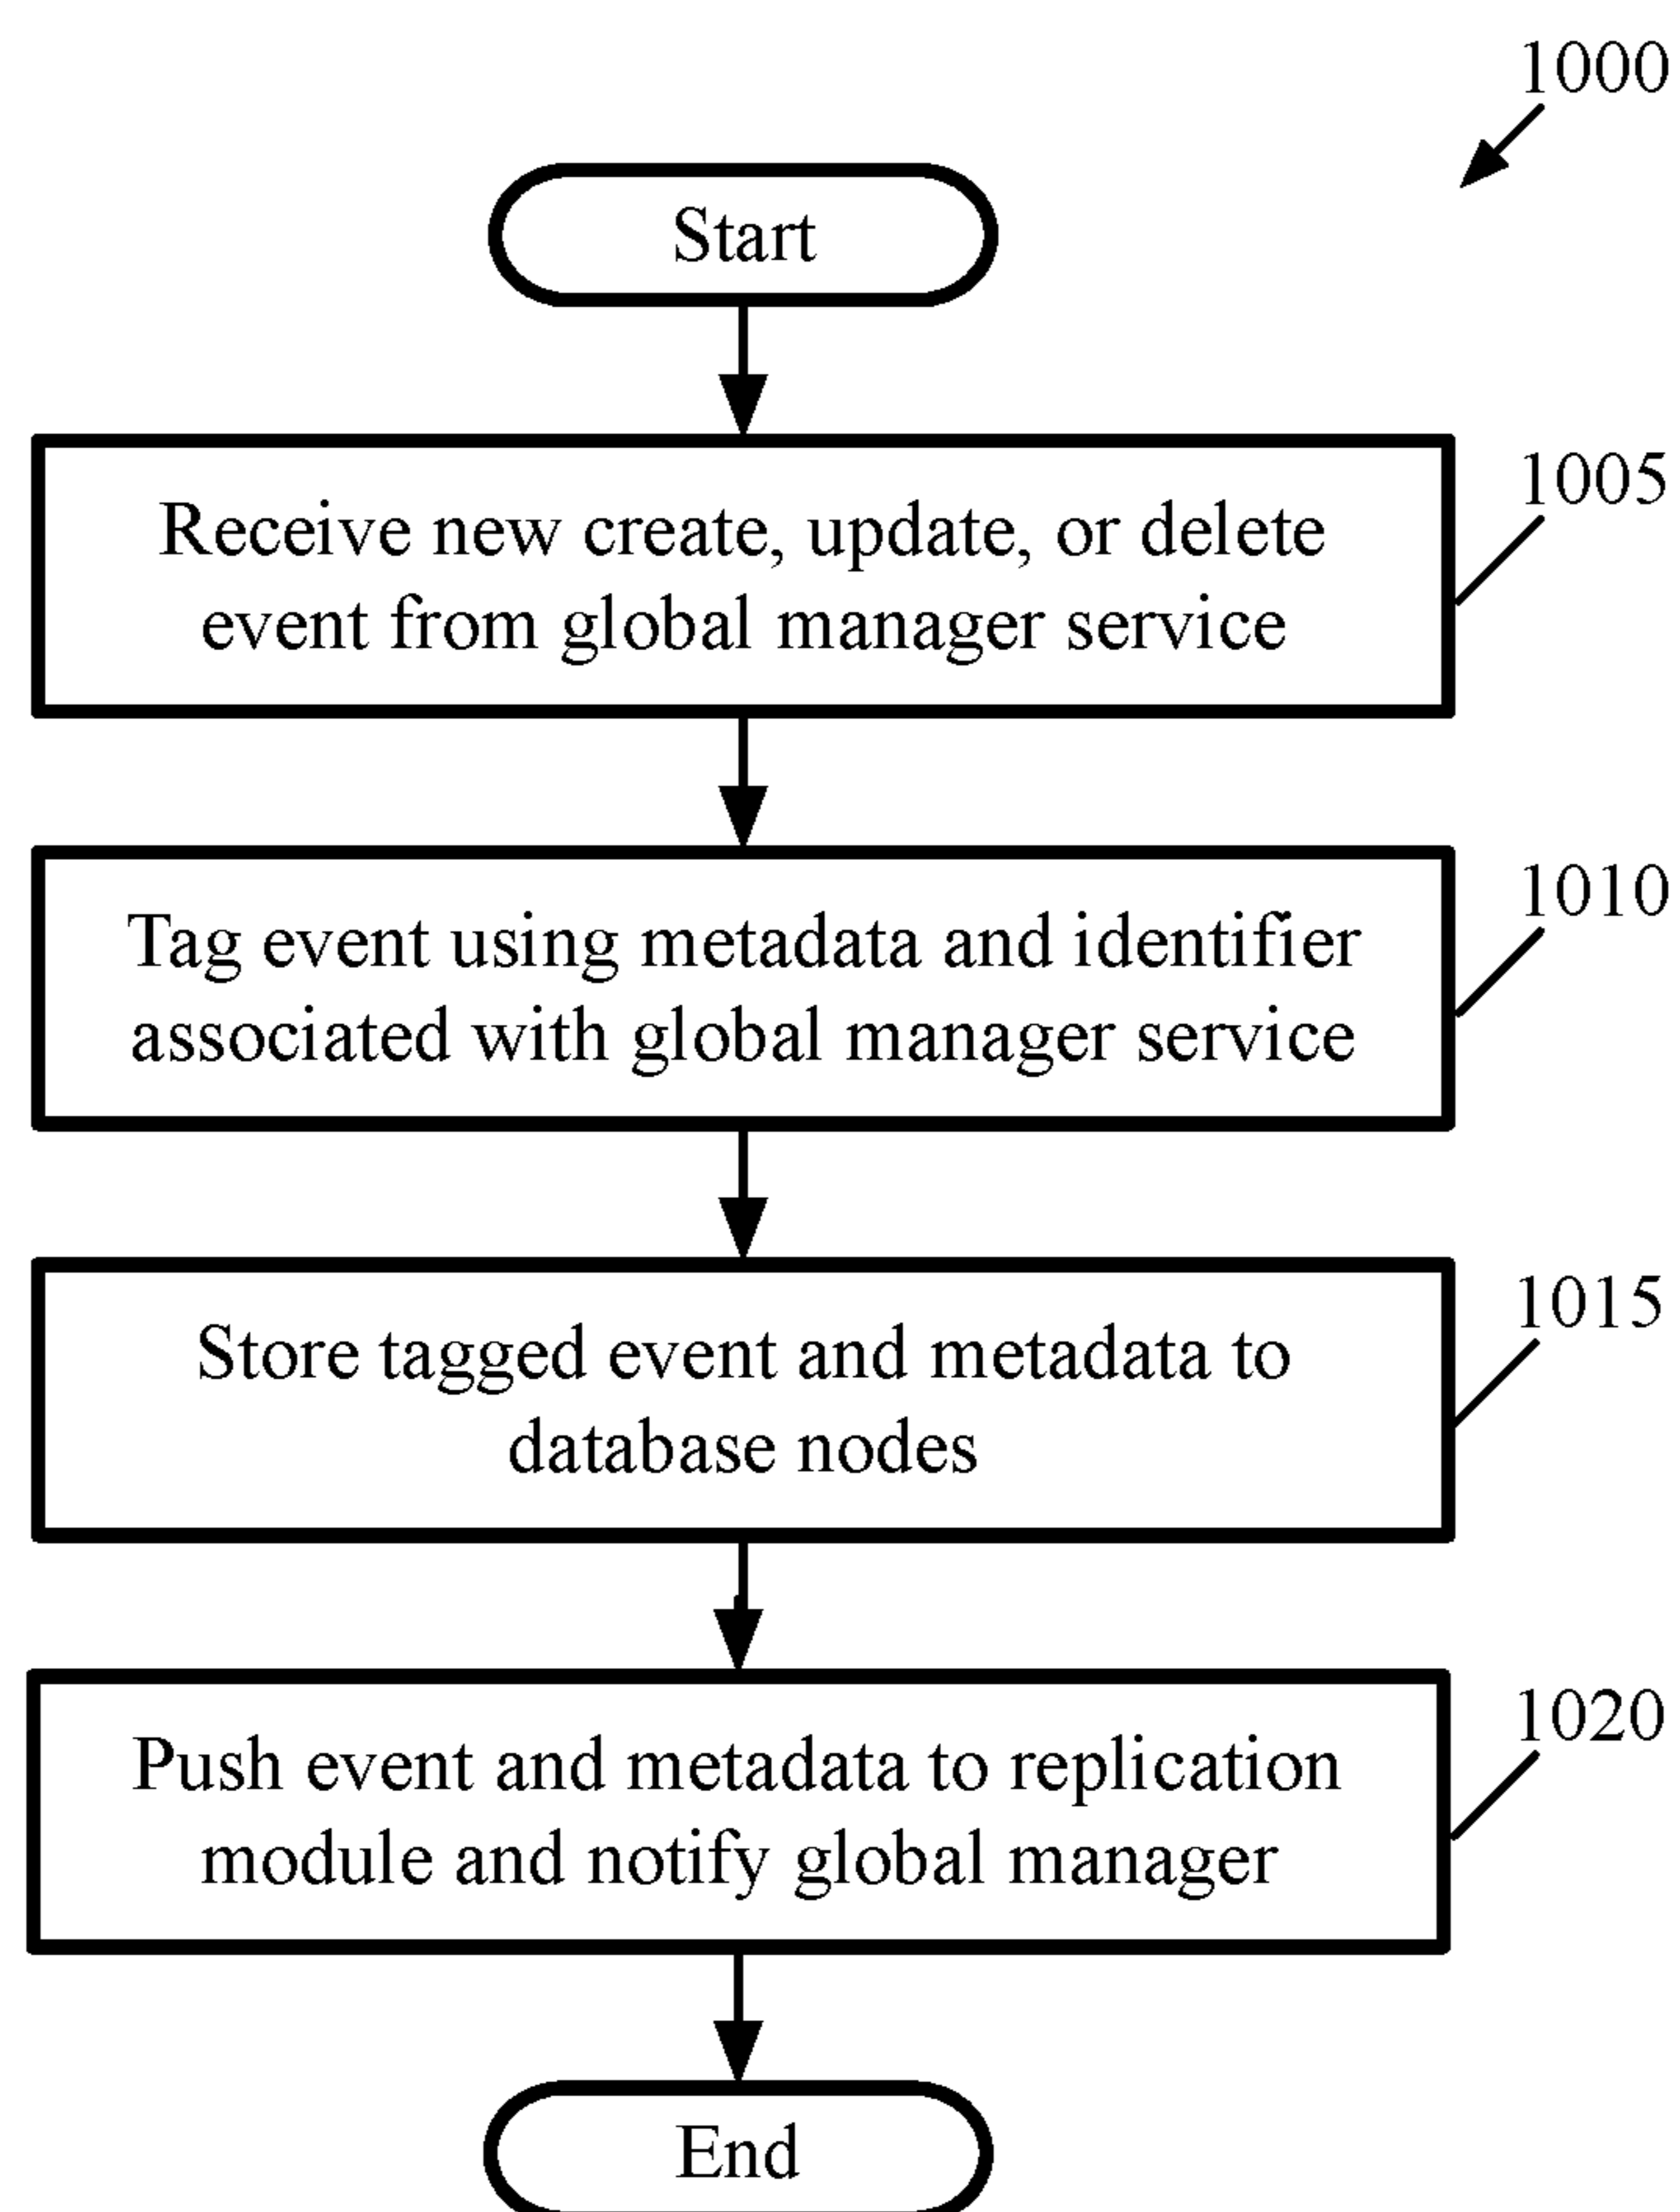 1000
Start
Receive new create, update, or delete
event from global manager service
1005
Tag event using metadata and identifier
associated with global manager service
1010
Store tagged event and metadata to
database nodes
1015
Push event and metadata to replication
module and notify global manager
1020
End